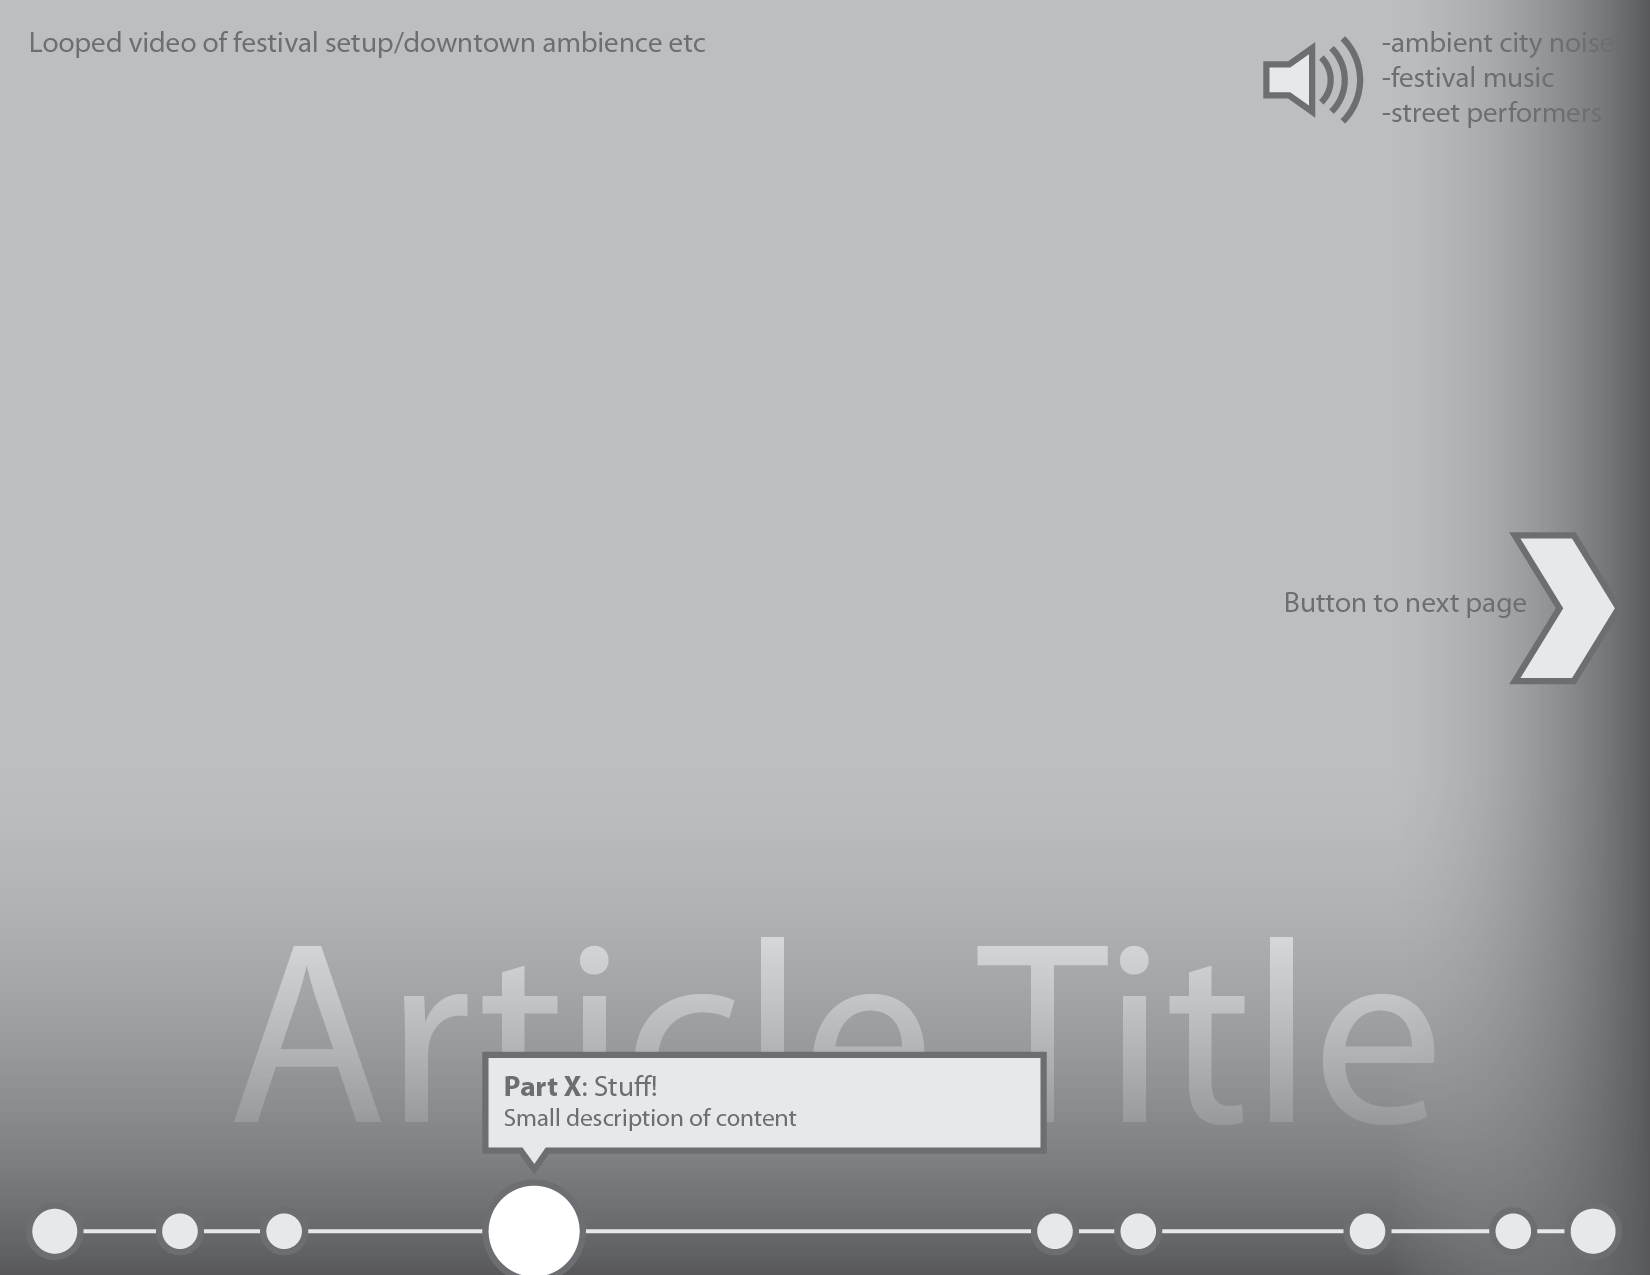 Looped video of festival setup/downtown ambience etc
-ambient city noise
-festival music
-street performers
Button to next page
Article Title
Part X: Stuff!
Small description of content